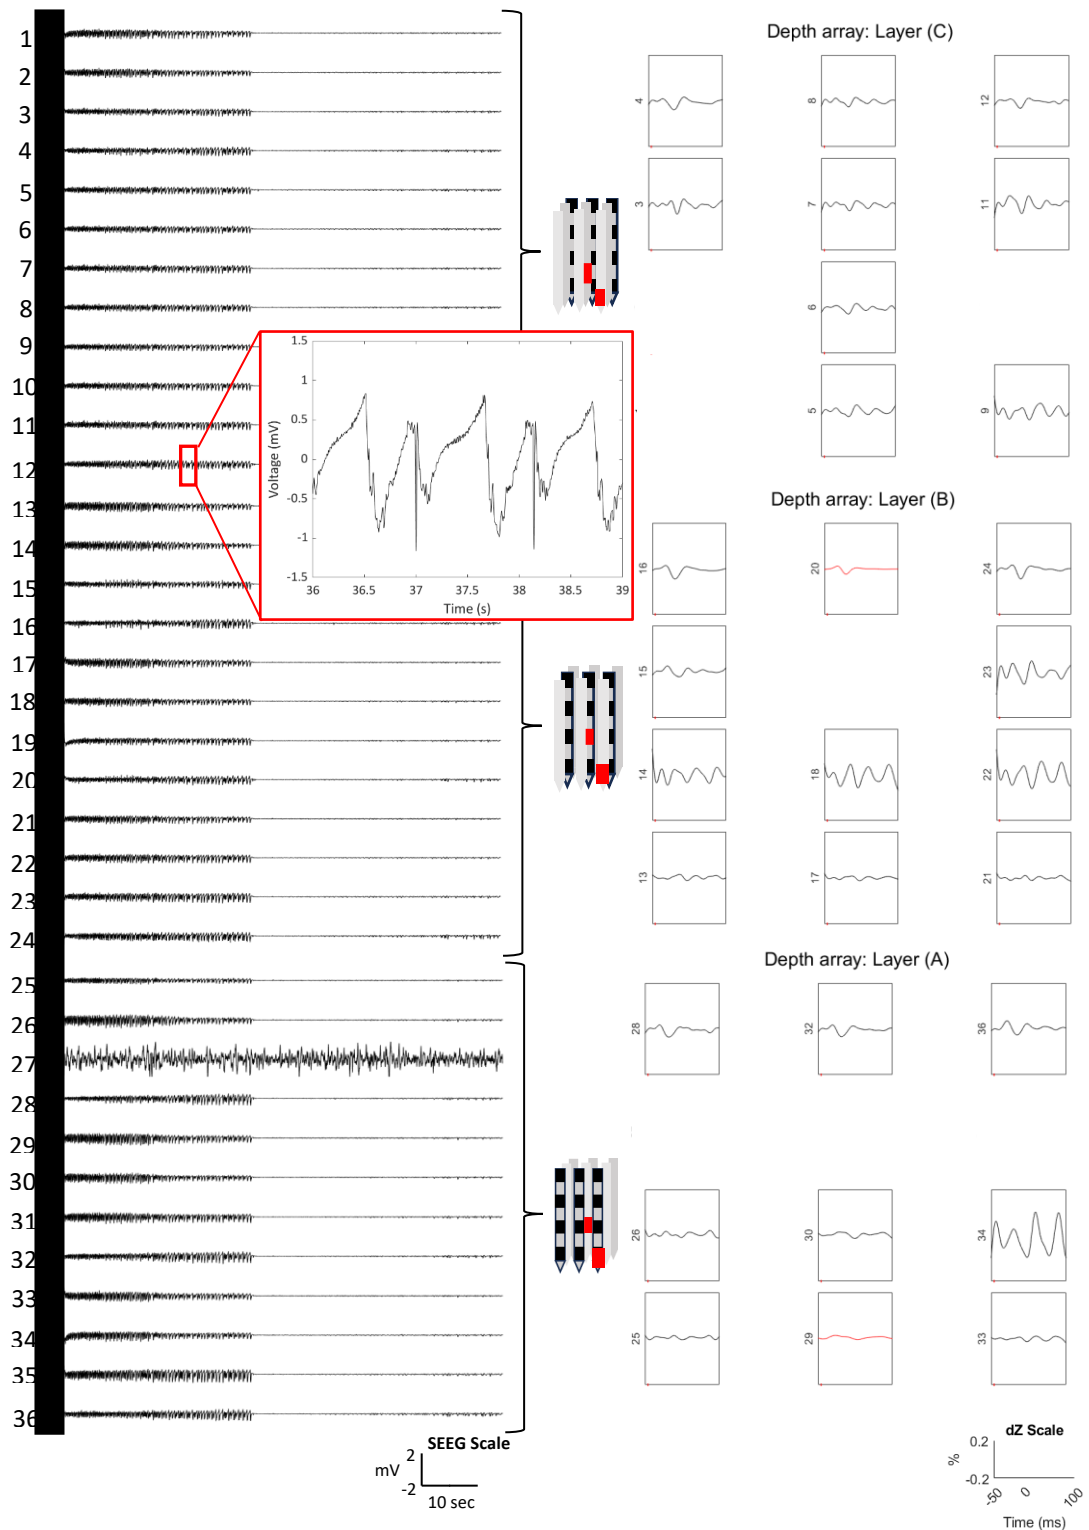 1
2
3
4
5
6
7
8
9
10
11
12
13
14
15
16
17
18
19
20
21
22
23
24
25
26
27
28
29
30
31
32
33
34
35
36
SEEG Scale
2
mV
-2
10 sec
1.5
1
0.5
0
-0.5
-1
-1.5
Voltage (mV)
36 36.5 37 37.5 38 38.5 39
Time (s)
Depth array: Layer (C)
4 8 12
3 7 11
6
5 9
Depth array: Layer (B)
16 20 24
15 23
14 18 22
13 17 21
Depth array: Layer (A)
28 32 36
26 30 34
25 29 33
dZ Scale
0.2
%
-0.2
-50 0 100
Time (ms)